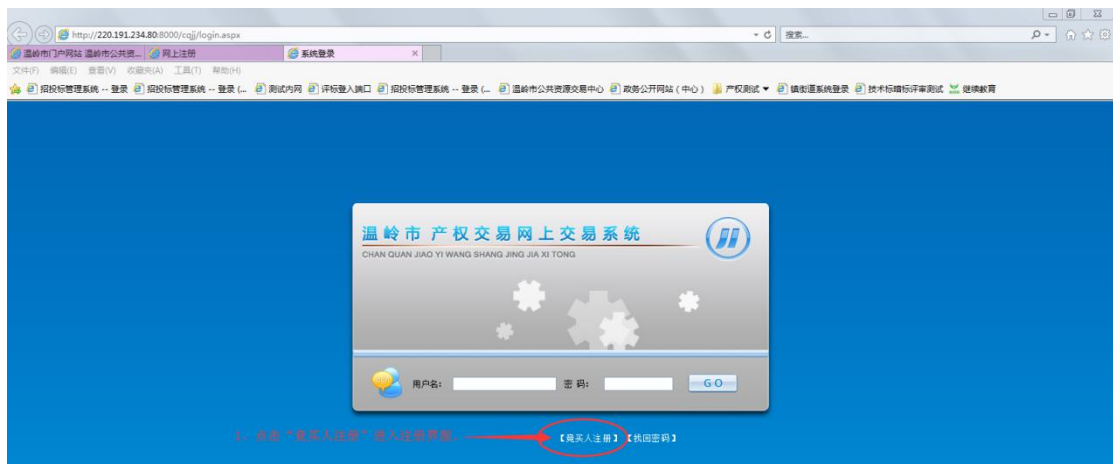 http://220.191.234.80:8000/cqjj/login.aspx
搜索...
温岭市门户网站 温岭市公共资...
网上注册
系统登录
文件(F) 编辑(E) 查看(V) 收藏夹(A) 工具(T) 帮助(H)
招投标管理系统 -- 登录 招投标管理系统 -- 登录 (... 测试内网 评标登入端口 招投标管理系统 -- 登录 (... 温岭市公共资源交易中心 政务公开网站（中心） 产权测试 镇街道系统登录 技术标暗标评审测试 继续教育
温岭市 产权交易网上交易系统
CHAN QUAN JIAO YI WANG SHANG JING JIA XI TONG
用户名: 密 码: GO
1、点击“竟买人注册”进入注册界面。
【竟买人注册】【找回密码】